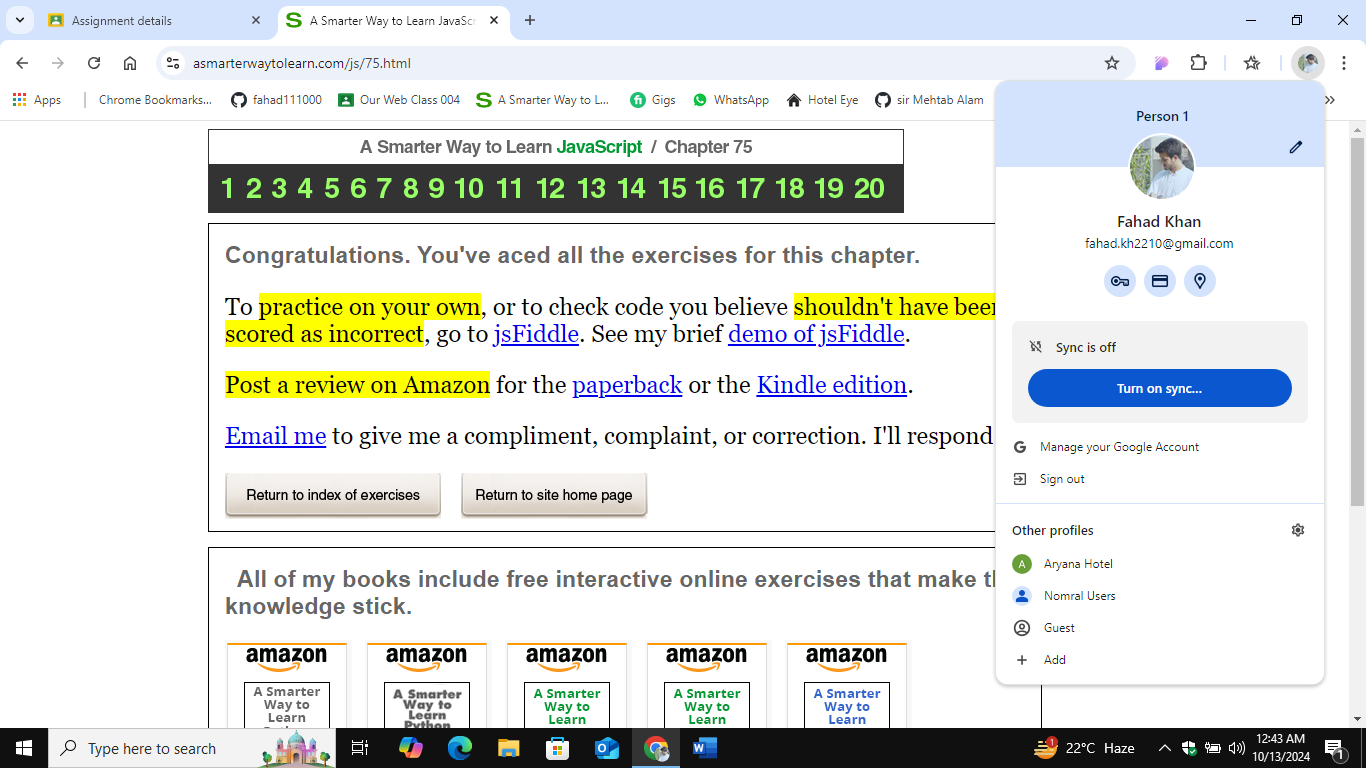 Assignment details
A Smarter Way to Learn JavaSc
asmarterwaytolearn.com/js/75.html
Apps
Chrome Bookmarks...
fahad111000
Our Web Class 004
A Smarter Way to L...
Gigs
WhatsApp
Hotel Eye
sir Mehtab Alam
A Smarter Way to Learn JavaScript / Chapter 75
1 2 3 4 5 6 7 8 9 10 11 12 13 14 15 16 17 18 19 20
Congratulations. You've aced all the exercises for this chapter.
To practice on your own, or to check code you believe shouldn't have been
scored as incorrect, go to jsFiddle. See my brief demo of jsFiddle.
Post a review on Amazon for the paperback or the Kindle edition.
Email me to give me a compliment, complaint, or correction. I'll respond
Return to index of exercises
Return to site home page
All of my books include free interactive online exercises that make th
knowledge stick.
amazon
A Smarter
Way to
Learn
amazon
A Smarter
Way to
Learn
Python
amazon
A Smarter
Way to
Learn
amazon
A Smarter
Way to
Learn
amazon
A Smarter
Way to
Learn
Person 1
Fahad Khan
fahad.kh2210@gmail.com
Sync is off
Turn on sync...
Manage your Google Account
Sign out
Other profiles
A
Aryana Hotel
Nomral Users
Guest
Add
Type here to search
1
22°C Haze
12:43 AM
10/13/2024
1